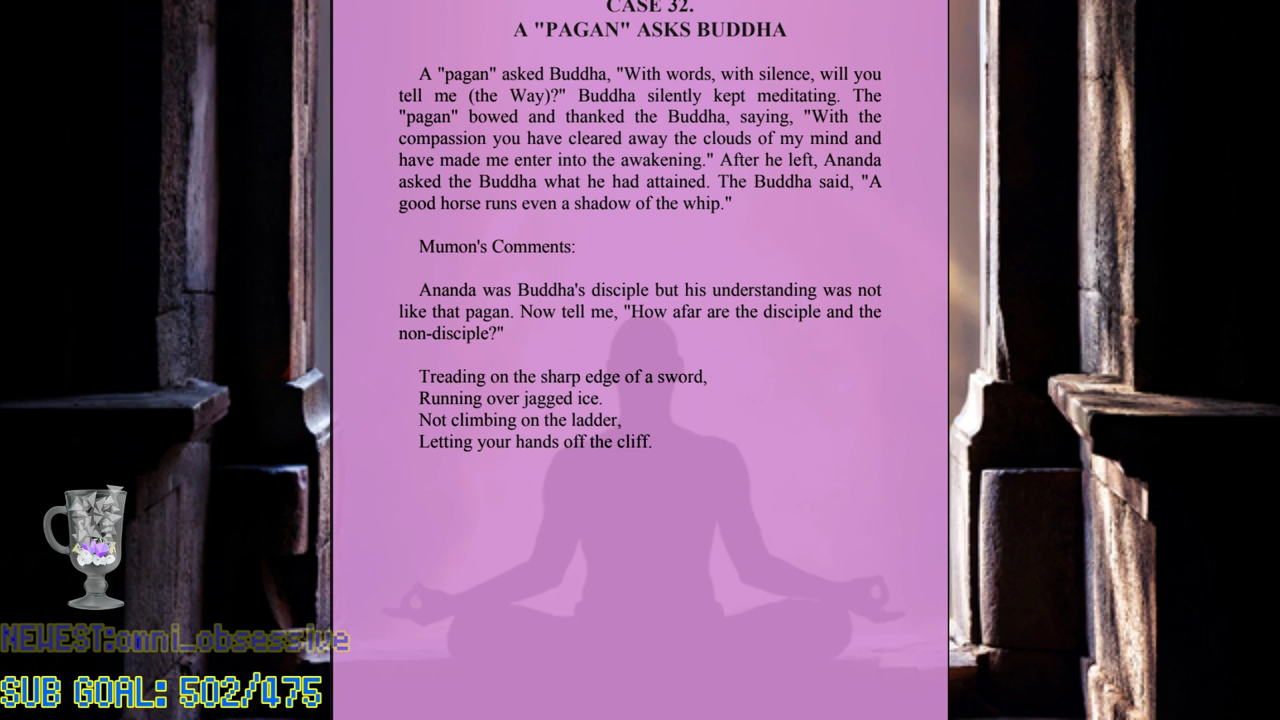 CASE 32.
A "PAGAN" ASKS BUDDHA
A "pagan" asked Buddha, "With words, with silence, will you
tell me (the Way)?" Buddha silently kept meditating. The
"pagan" bowed and thanked the Buddha, saying, "With the
compassion you have cleared away the clouds of my mind and
have made me enter into the awakening." After he left, Ananda
asked the Buddha what he had attained. The Buddha said, "A
good horse runs even a shadow of the whip."
Mumon's Comments:
Ananda was Buddha's disciple but his understanding was not
like that pagan. Now tell me, "How afar are the disciple and the
non-disciple?"
Treading on the sharp edge of a sword,
Running over jagged ice.
Not climbing on the ladder,
Letting your hands off the cliff.
NEWEST:omni_obsessive
SUB GOAL: 502/475